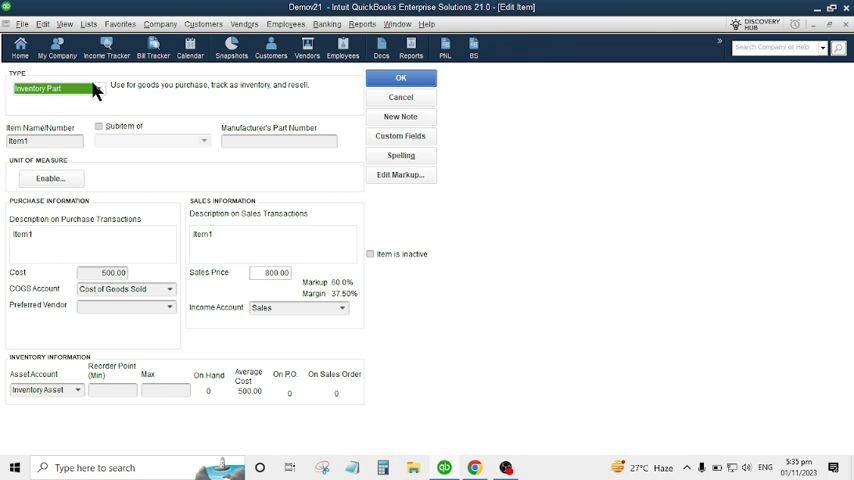 Demov21 - Intuit QuickBooks Enterprise Solutions 21.0 - [Edit Item]
File Edit View Lists Favorites Company Customers Vendors Employees Banking Reports Window Help
DISCOVERY HUB
Home My Company Income Tracker Bill Tracker Calendar Snapshots Customers Vendors Employees Docs Reports PNL BS
» Search Company or Help
TYPE
Inventory Part
Use for goods you purchase, track as inventory, and resell.
OK
Cancel
New Note
Custom Fields
Spelling
Edit Markup...
Item Name/Number
Subitem of
Manufacturer's Part Number
Item1
UNIT OF MEASURE
Enable...
PURCHASE INFORMATION
Description on Purchase Transactions
Item1
Cost 500.00
COGS Account Cost of Goods Sold
Preferred Vendor
SALES INFORMATION
Description on Sales Transactions
Item1
Sales Price 800.00
Markup 60.0%
Margin 37.50%
Income Account Sales
Item is inactive
INVENTORY INFORMATION
Asset Account Reorder Point (Min) Max On Hand Average Cost On P.O. On Sales Order
Inventory Asset 0 500.00 0 0
Type here to search
27°C Haze
ENG
5:35 pm
01/11/2023